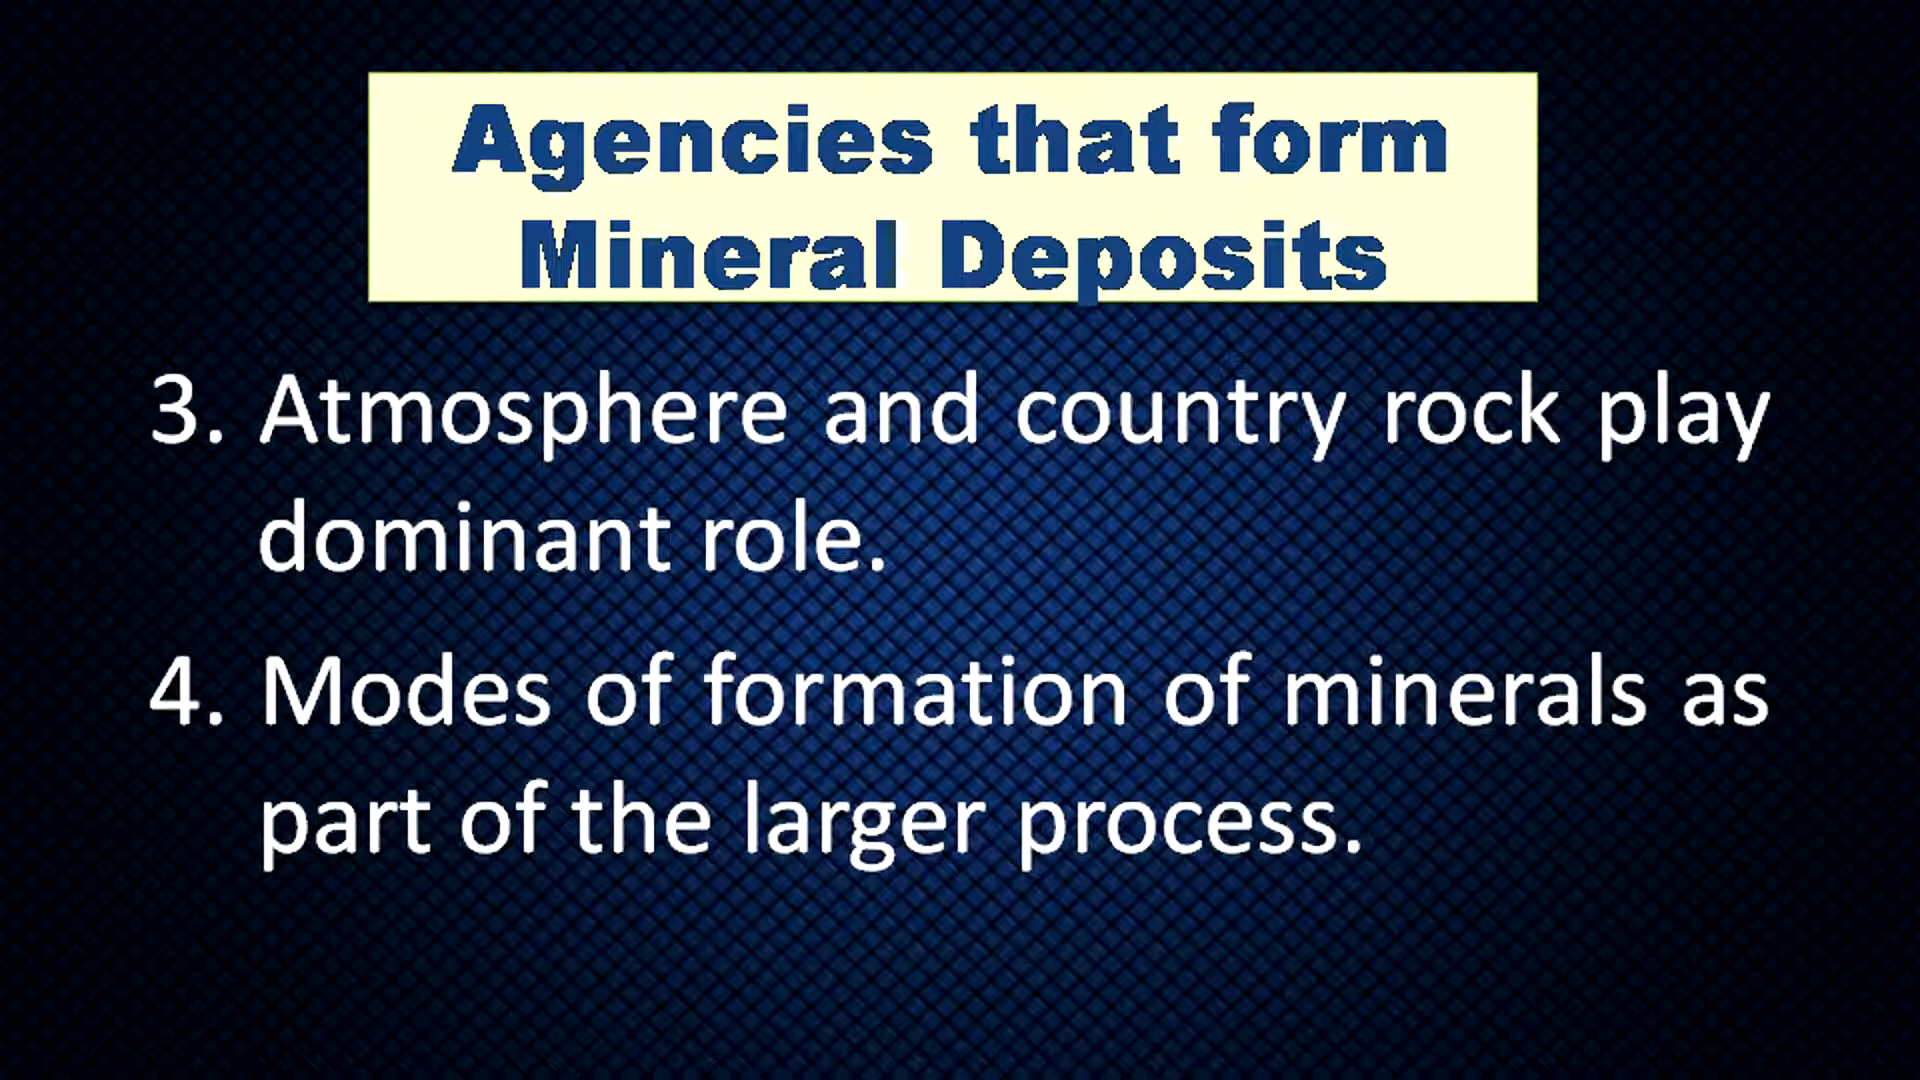 Agencies that form
Mineral Deposits
3. Atmosphere and country rock play
dominant role.
4. Modes of formation of minerals as
part of the larger process.